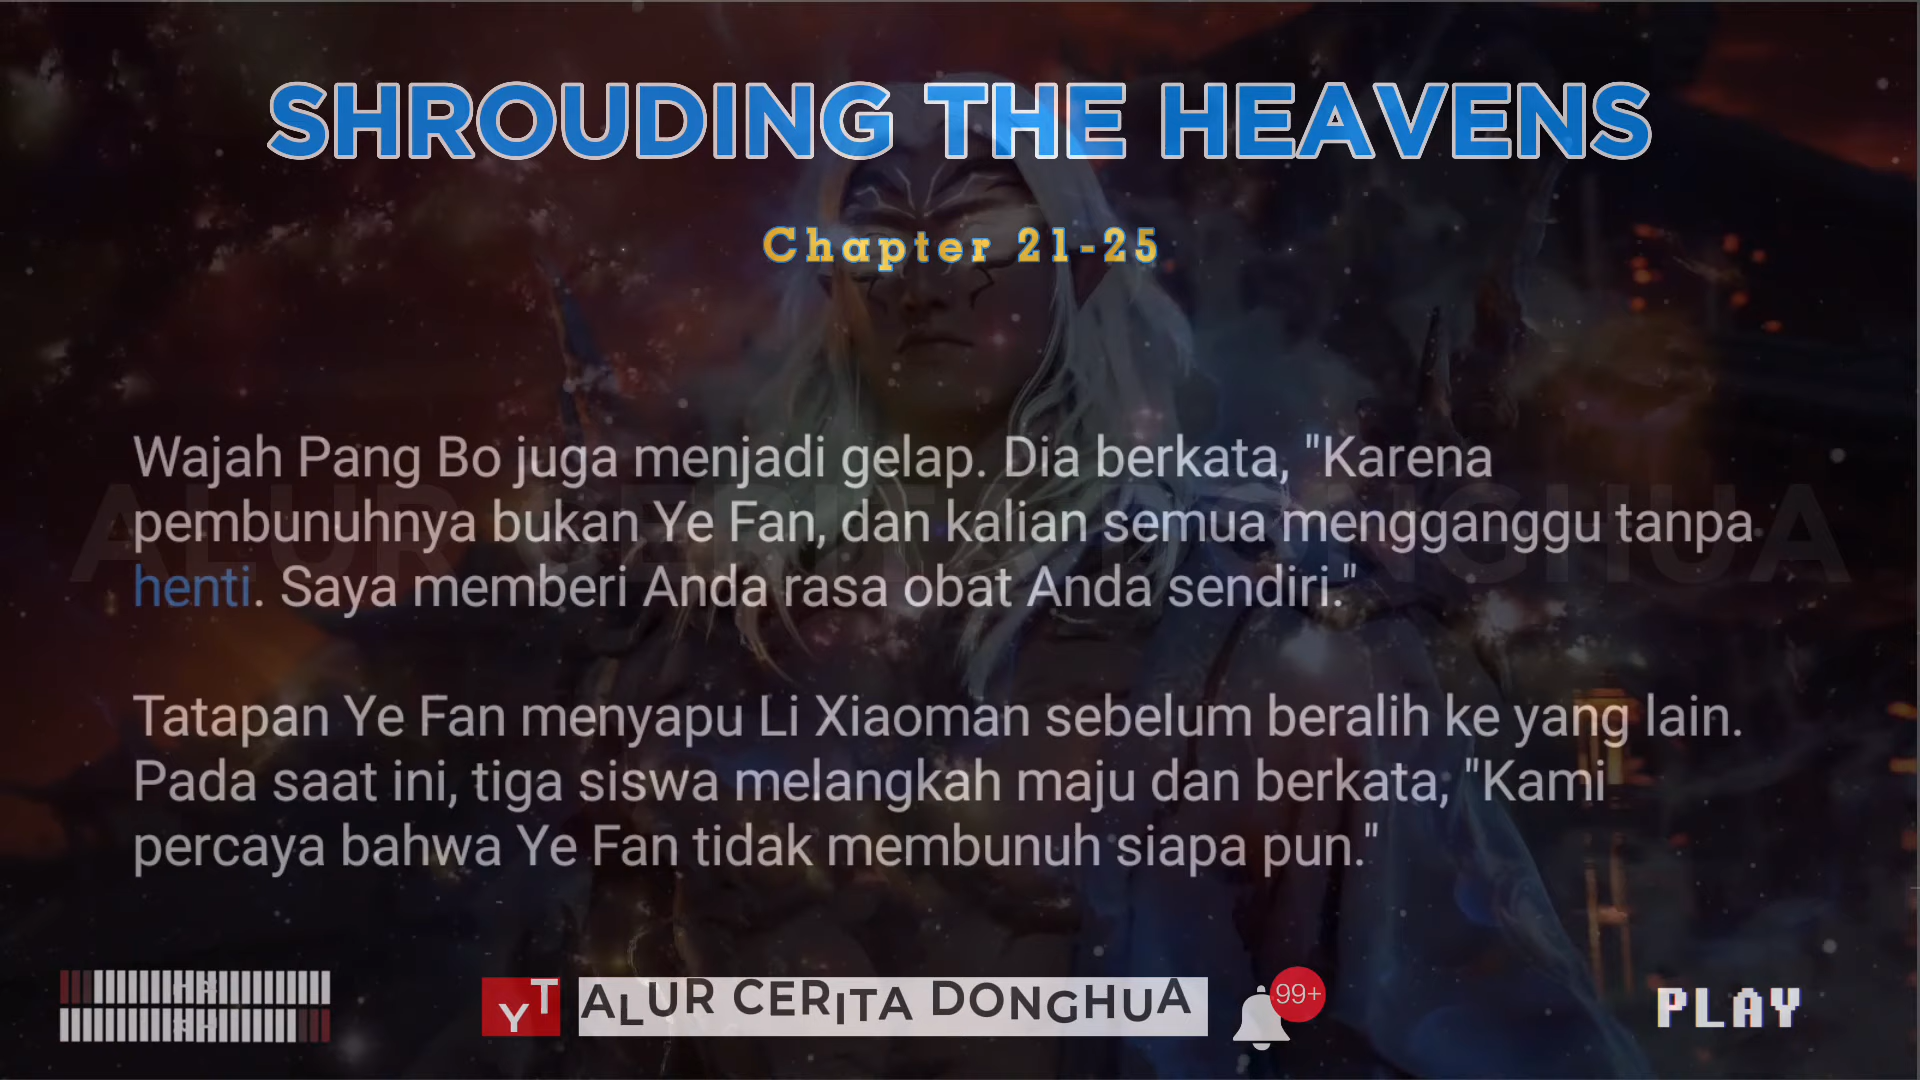 SHROUDING THE HEAVENS
Chapter 21-25
Wajah Pang Bo juga menjadi gelap. Dia berkata, "Karena
pembunuhnya bukan Ye Fan, dan kalian semua mengganggu tanpa
henti. Saya memberi Anda rasa obat Anda sendiri."
ALUR CERITA DONGHUA
Tatapan Ye Fan menyapu Li Xiaoman sebelum beralih ke yang lain.
Pada saat ini, tiga siswa melangkah maju dan berkata, "Kami
percaya bahwa Ye Fan tidak membunuh siapa pun."
YT ALUR CERITA DONGHUA 99+
PLAY